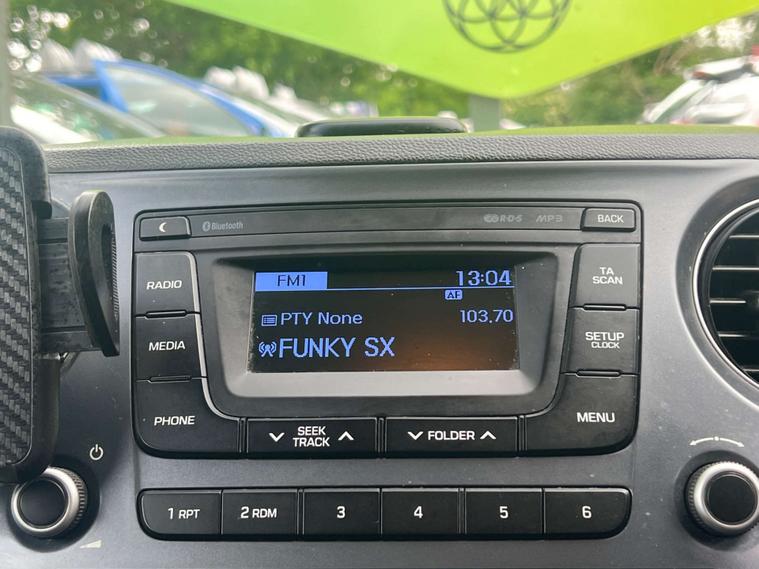 Bluetooth
R·D·S MP3 BACK
RADIO
MEDIA
PHONE
FM1 13:04
AF
PTY None 103.70
FUNKY SX
TA
SCAN
SETUP
CLOCK
MENU
SEEK
TRACK
FOLDER
1 RPT 2 RDM 3 4 5 6